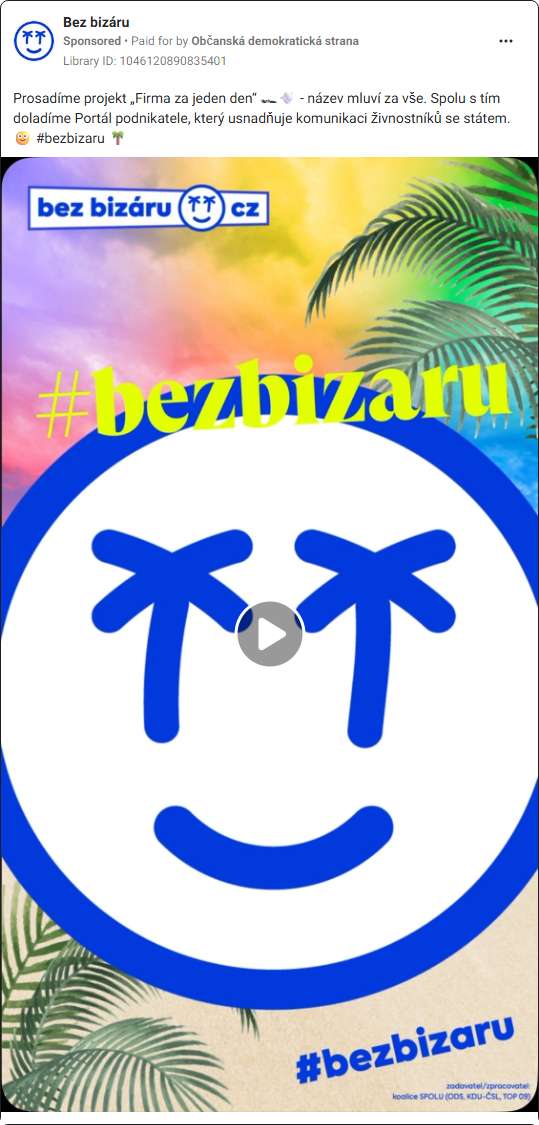 Bez bizáru
Sponsored • Paid for by Občanská demokratická strana
Library ID: 1046120890835401
Prosadíme projekt „Firma za jeden den“ - název mluví za vše. Spolu s tím
doladíme Portál podnikatele, který usnadňuje komunikaci živnostníků se státem.
#bezbizaru
bez bizáru cz
#bezbizaru
#bezbizaru
zadavatel/zpracovatel:
koalice SPOLU (ODS, KDU-ČSL, TOP 09)